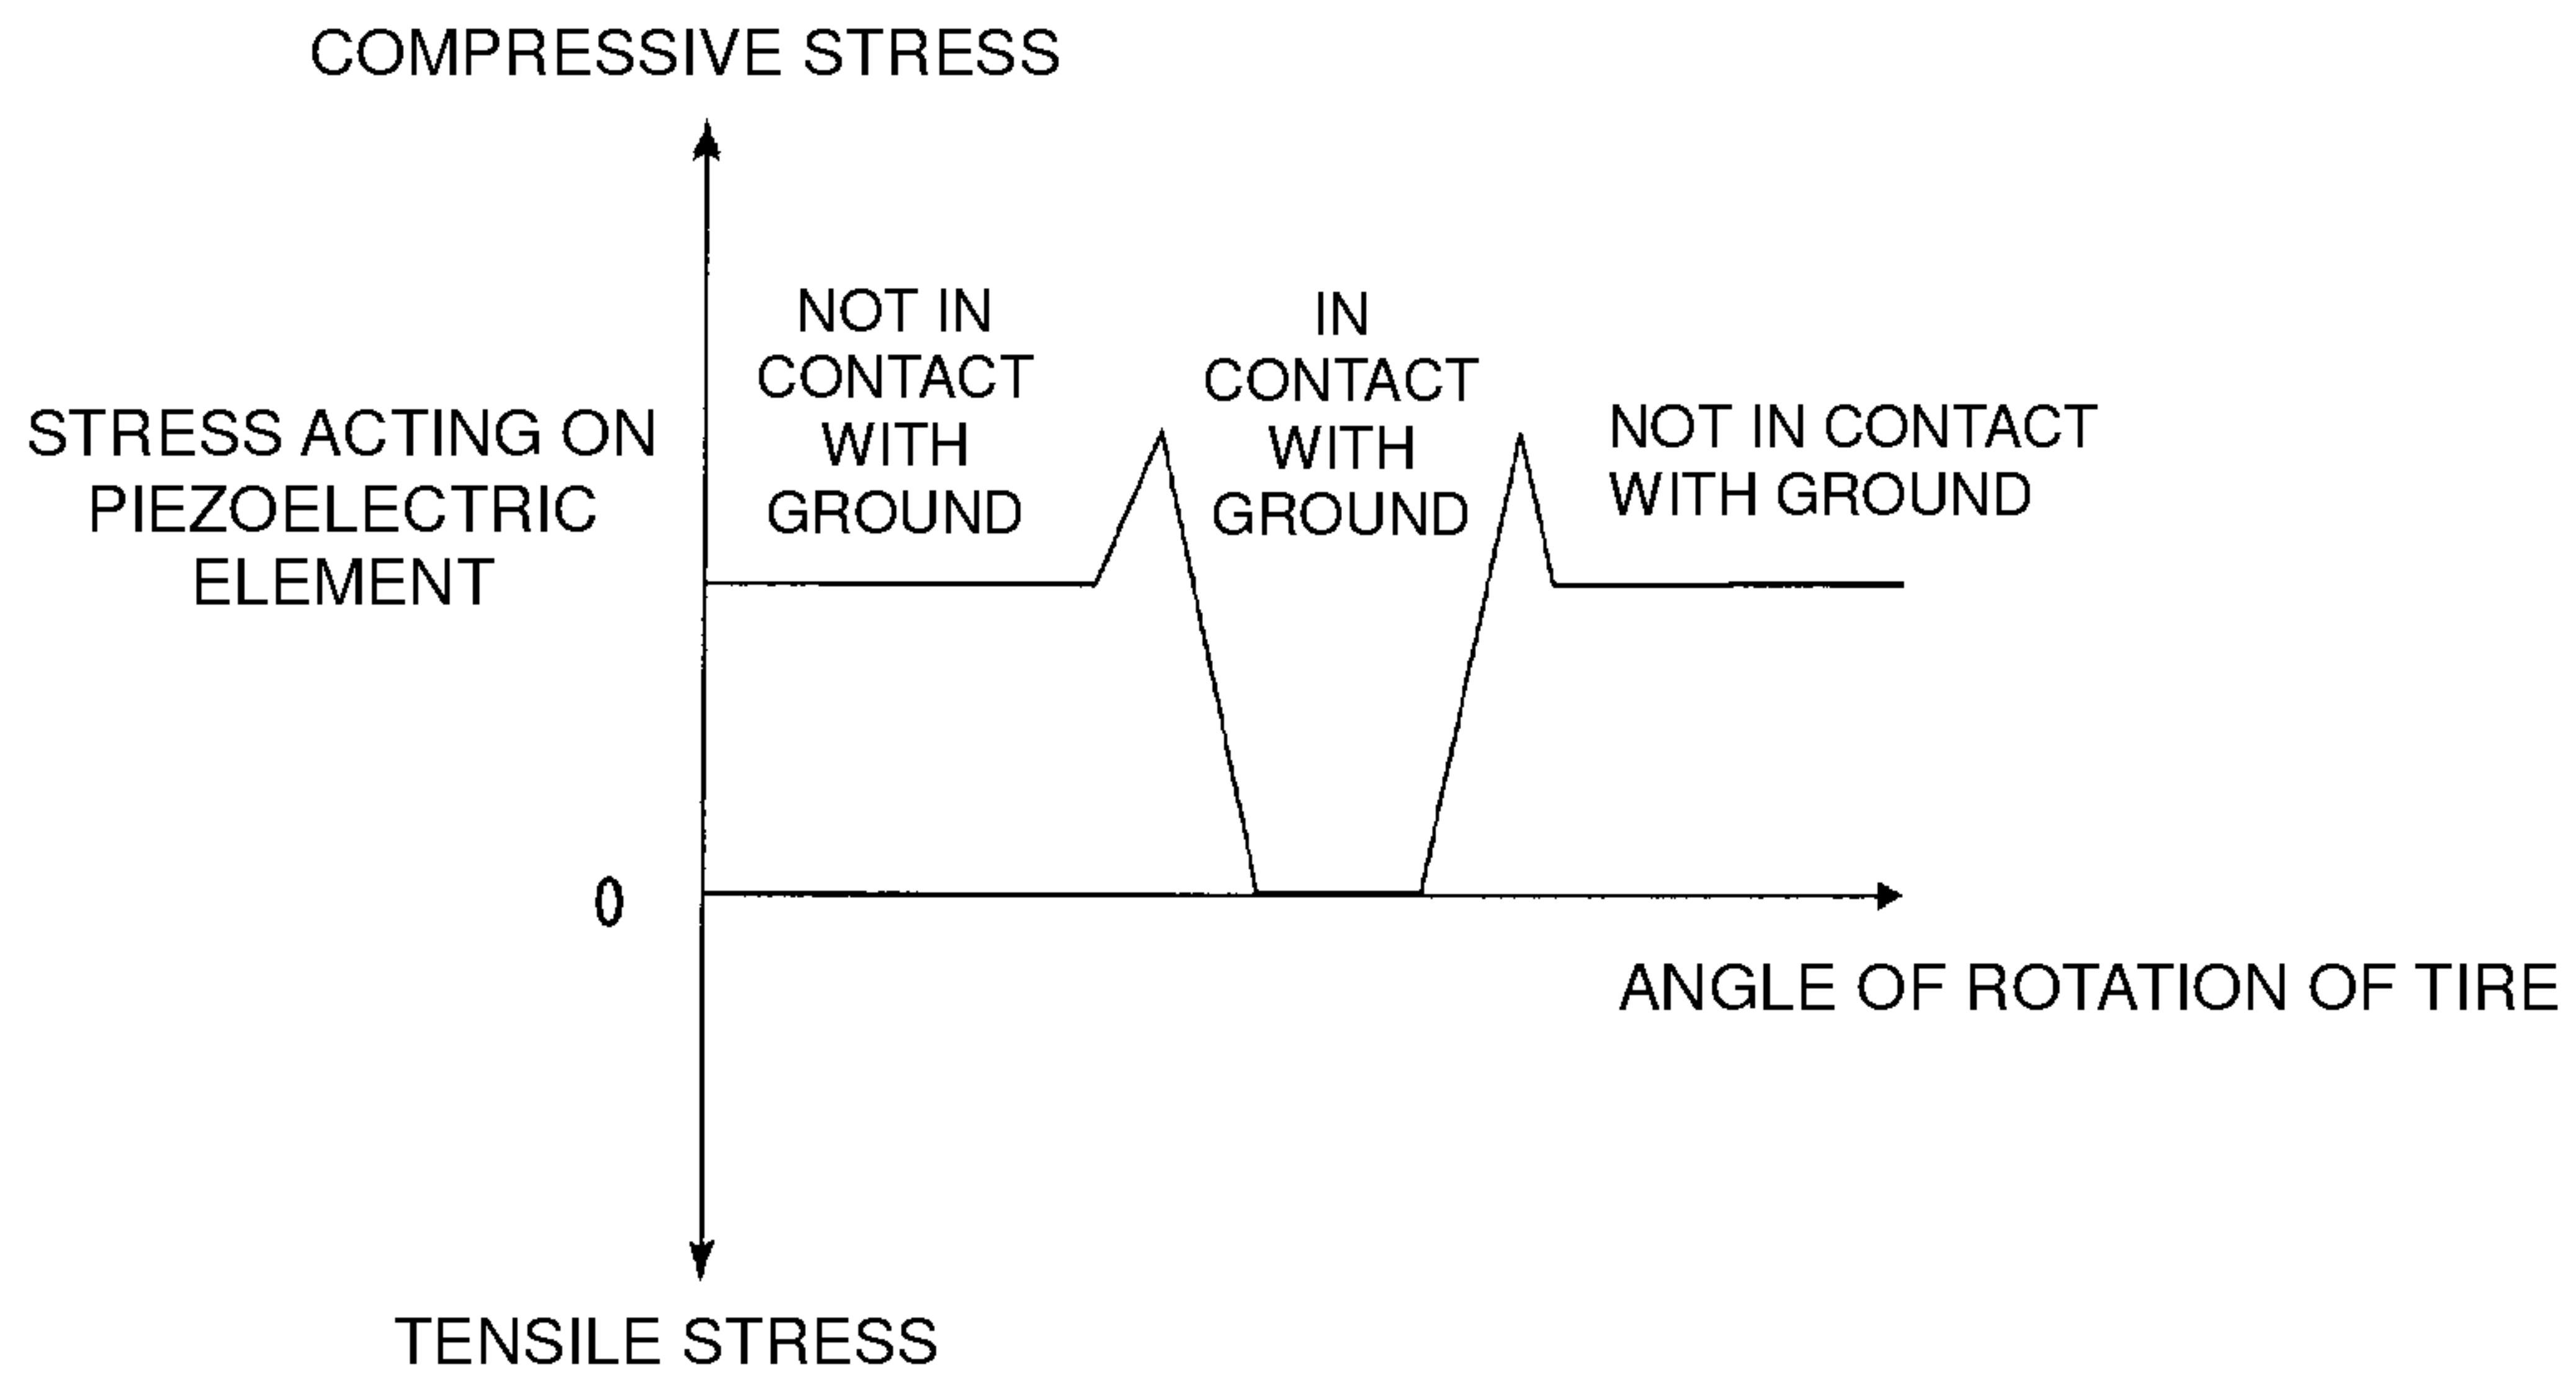 COMPRESSIVE STRESS
NOT IN
CONTACT
WITH
GROUND
IN
CONTACT
WITH
GROUND
NOT IN CONTACT
WITH GROUND
STRESS ACTING ON
PIEZOELECTRIC
ELEMENT
0
ANGLE OF ROTATION OF TIRE
TENSILE STRESS